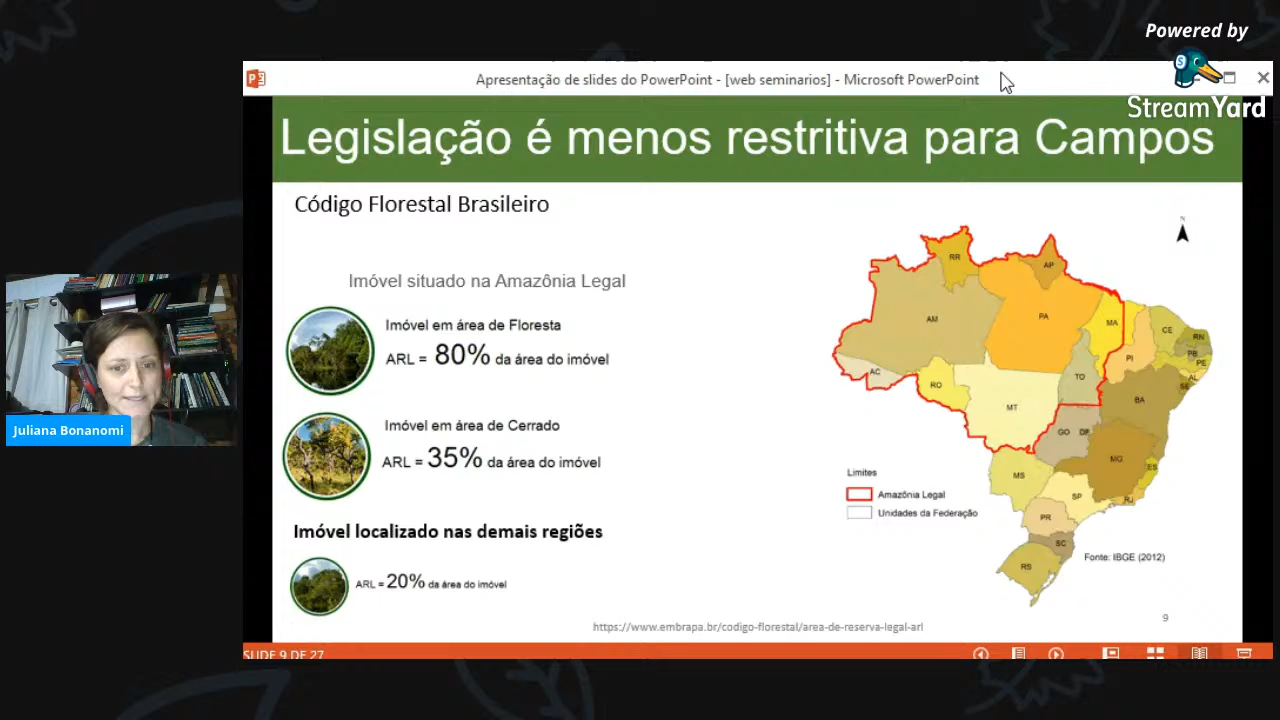 Powered by
StreamYard
Apresentação de slides do PowerPoint - [web seminarios] - Microsoft PowerPoint
Legislação é menos restritiva para Campos
Código Florestal Brasileiro
Imóvel situado na Amazônia Legal
Imóvel em área de Floresta
ARL = 80% da área do imóvel
Imóvel em área de Cerrado
ARL = 35% da área do imóvel
Imóvel localizado nas demais regiões
ARL = 20% da área do imóvel
N
RR
AP
AM
PA
MA
CE
RN
PB
PE
PI
AL
SE
AC
RO
TO
BA
MT
GO
DF
MG
ES
MS
SP
RJ
PR
SC
RS
Limites
Amazônia Legal
Unidades da Federação
Fonte: IBGE (2012)
https://www.embrapa.br/codigo-florestal/area-de-reserva-legal-arl
9
SLIDE 9 DE 27
Juliana Bonanomi